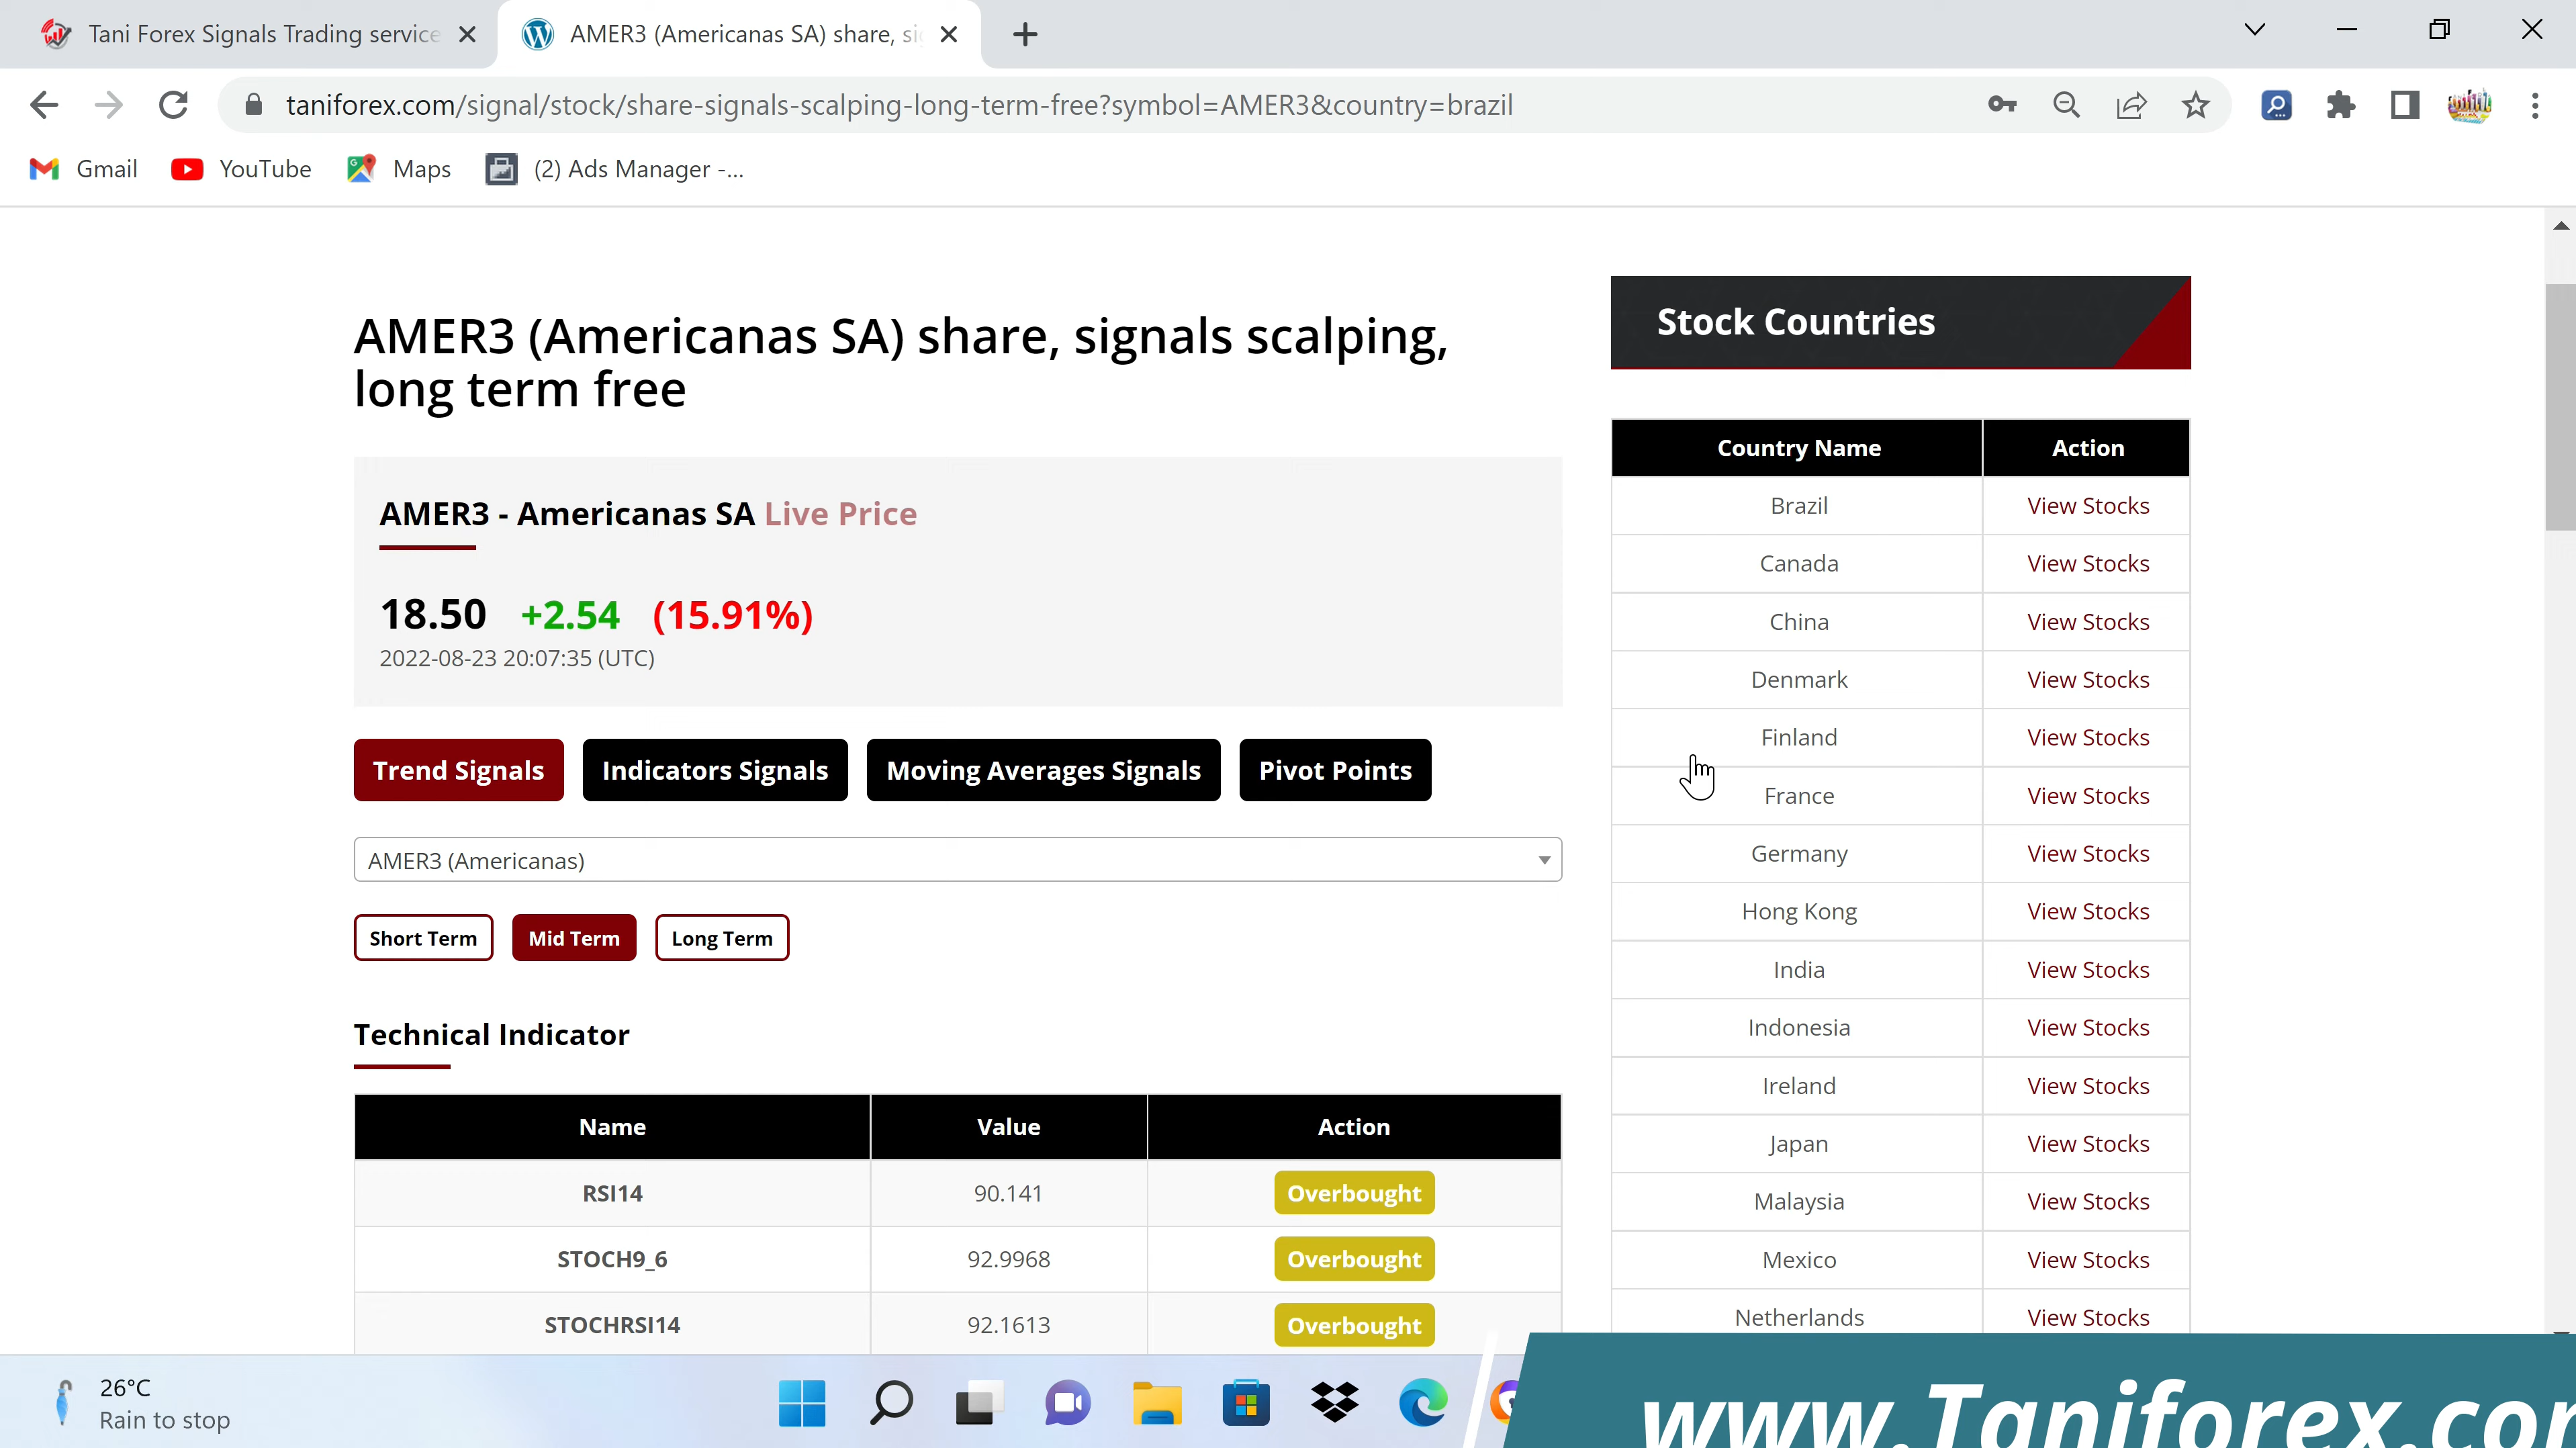 Tani Forex Signals Trading service
AMER3 (Americanas SA) share, si
taniforex.com/signal/stock/share-signals-scalping-long-term-free?symbol=AMER3&country=brazil
Gmail
YouTube
Maps
(2) Ads Manager -...
AMER3 (Americanas SA) share, signals scalping,
long term free
AMER3 - Americanas SA Live Price
18.50 +2.54 (15.91%)
2022-08-23 20:07:35 (UTC)
Trend Signals
Indicators Signals
Moving Averages Signals
Pivot Points
AMER3 (Americanas)
Short Term
Mid Term
Long Term
Technical Indicator
Name Value Action
RSI14 90.141 Overbought
STOCH9_6 92.9968 Overbought
STOCHRSI14 92.1613 Overbought
Stock Countries
Country Name Action
Brazil View Stocks
Canada View Stocks
China View Stocks
Denmark View Stocks
Finland View Stocks
France View Stocks
Germany View Stocks
Hong Kong View Stocks
India View Stocks
Indonesia View Stocks
Ireland View Stocks
Japan View Stocks
Malaysia View Stocks
Mexico View Stocks
Netherlands View Stocks
26°C
Rain to stop
www.Taniforex.com